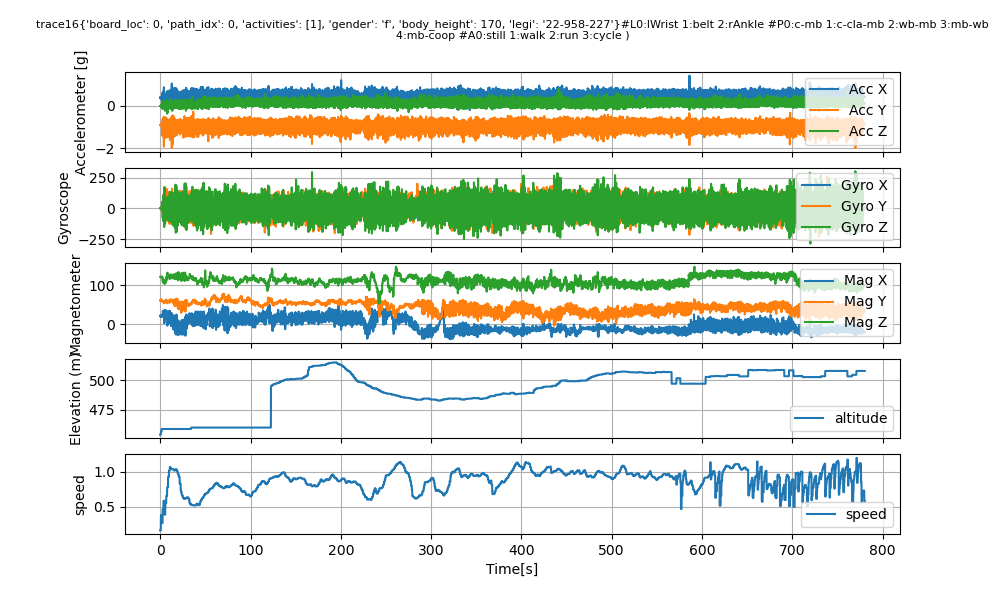 trace16{'board_loc': 0, 'path_idx': 0, 'activities': [1], 'gender': 'f', 'body_height': 170, 'legi': '22-958-227'}#L0:lWrist 1:belt 2:rAnkle #P0:c-mb 1:c-cla-mb 2:wb-mb 3:mb-wb
4:mb-coop #A0:still 1:walk 2:run 3:cycle )
Accelerometer [g]
0
−2
Acc X
Acc Y
Acc Z
Gyroscope
250
0
−250
Gyro X
Gyro Y
Gyro Z
Magnetometer
100
0
Mag X
Mag Y
Mag Z
Elevation (m)
500
475
altitude
speed
1.0
0.5
speed
0 100 200 300 400 500 600 700 800
Time[s]